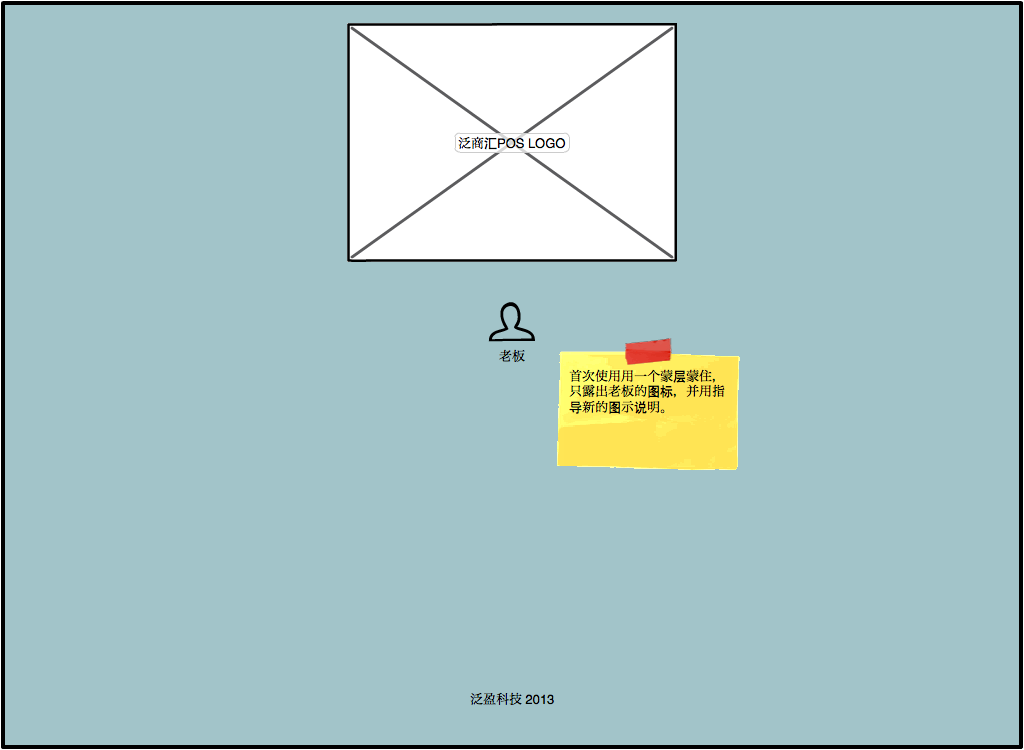 泛商汇POS LOGO
老板
首次使用用一个蒙层蒙住，
只露出老板的图标，并用指
导新的图示说明。
泛盈科技 2013